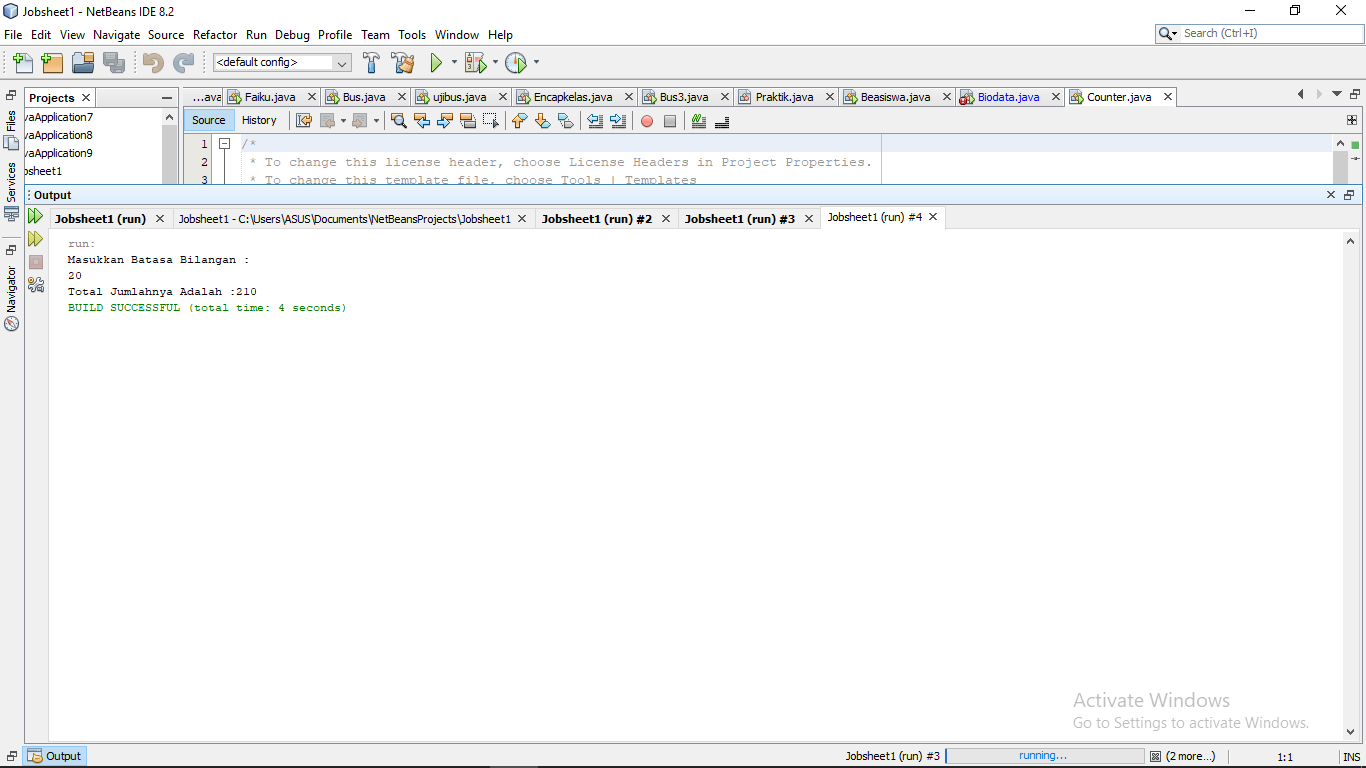 Jobsheet1 - NetBeans IDE 8.2
File Edit View Navigate Source Refactor Run Debug Profile Team Tools Window Help
Search (Ctrl+I)
<default config>
Projects
...ava Faiku.java Bus.java ujibus.java Encapkelas.java Bus3.java Praktik.java Beasiswa.java Biodata.java Counter.java
Files
Services
Navigator
vaApplication7
vaApplication8
vaApplication9
bsheet1
Source History
1 /*
2 * To change this license header, choose License Headers in Project Properties.
3 * To change this template file, choose Tools | Templates
Output
Jobsheet1 (run) Jobsheet1 - C:\Users\ASUS\Documents\NetBeansProjects\Jobsheet1 Jobsheet1 (run) #2 Jobsheet1 (run) #3 Jobsheet1 (run) #4
run:
Masukkan Batasa Bilangan :
20
Total Jumlahnya Adalah :210
BUILD SUCCESSFUL (total time: 4 seconds)
Activate Windows
Go to Settings to activate Windows.
Output
Jobsheet1 (run) #3 running... (2 more...) 1:1 INS